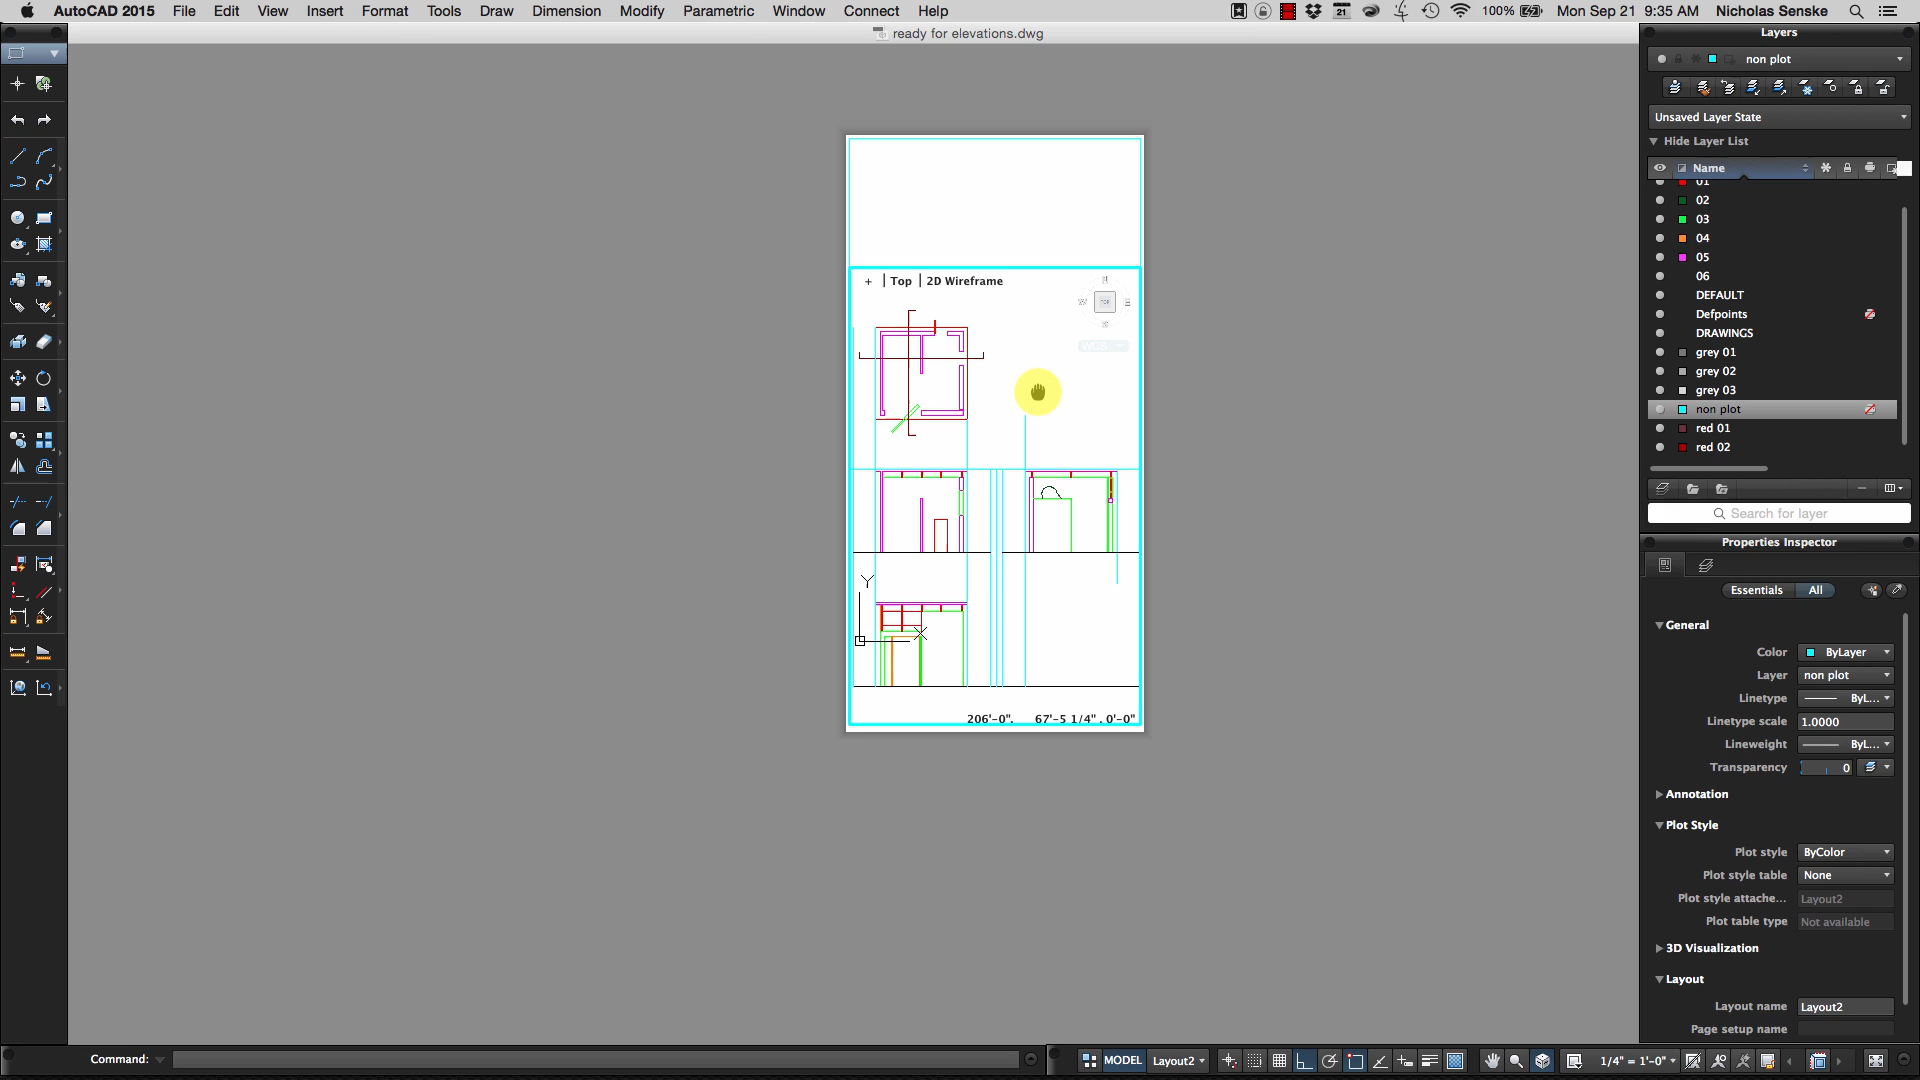 AutoCAD 2015 File Edit View Insert Format Tools Draw Dimension Modify Parametric Window Connect Help 21 100% Mon Sep 21 9:35 AM Nicholas Senske
ready for elevations.dwg
Layers
non plot
Unsaved Layer State
Hide Layer List
Name
01
02
03
04
05
06
DEFAULT
Defpoints
DRAWINGS
grey 01
grey 02
grey 03
non plot
red 01
red 02
Search for layer
+ | Top | 2D Wireframe
N
W TOP E
S
WCS
Y
X
206'-0", 67'-5 1/4", 0'-0"
Properties Inspector
Essentials All
General
Color ByLayer
Layer non plot
Linetype ByL...
Linetype scale 1.0000
Lineweight ByL...
Transparency 0
Annotation
Plot Style
Plot style ByColor
Plot style table None
Plot style attache... Layout2
Plot table type Not available
3D Visualization
Layout
Layout name Layout2
Page setup name
Command: MODEL Layout2 1/4" = 1'-0"